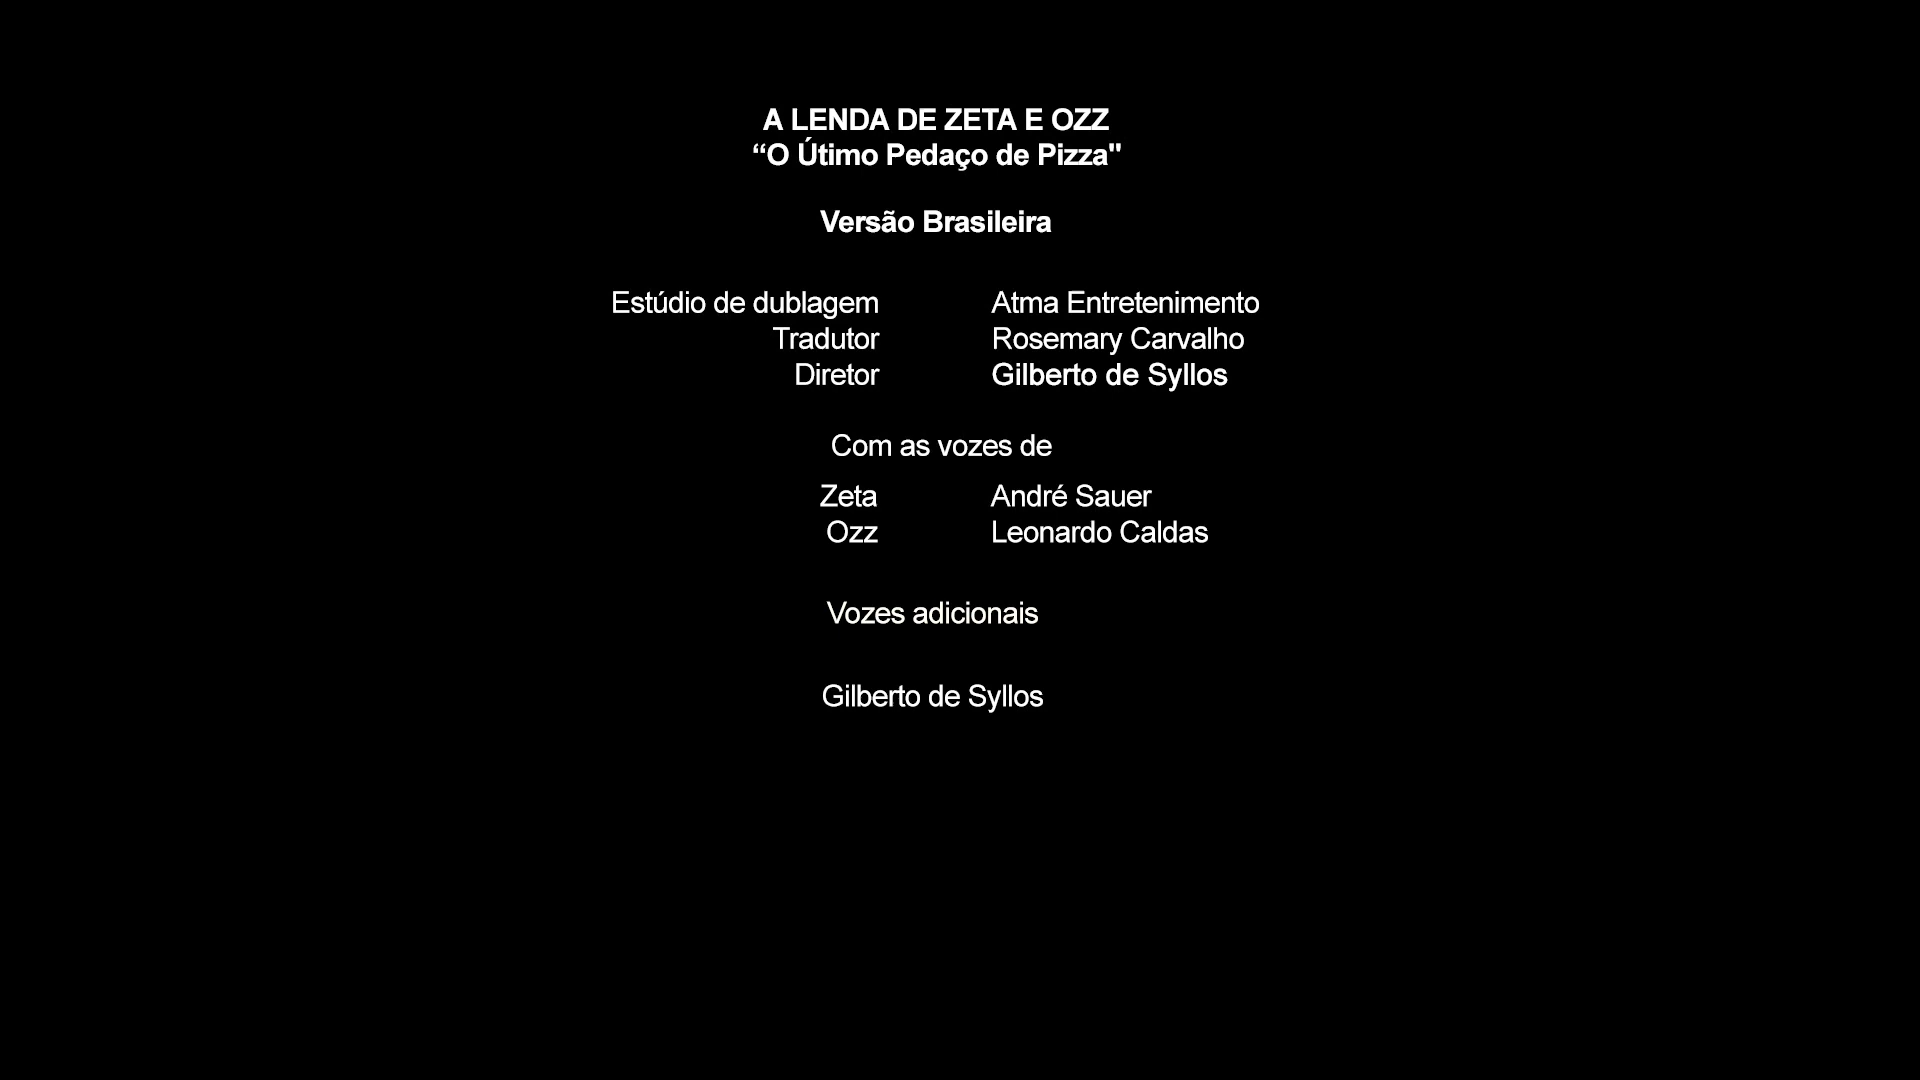 A LENDA DE ZETA E OZZ
“O Útimo Pedaço de Pizza"
Versão Brasileira
Estúdio de dublagem Atma Entretenimento
Tradutor Rosemary Carvalho
Diretor Gilberto de Syllos
Com as vozes de
Zeta André Sauer
Ozz Leonardo Caldas
Vozes adicionais
Gilberto de Syllos